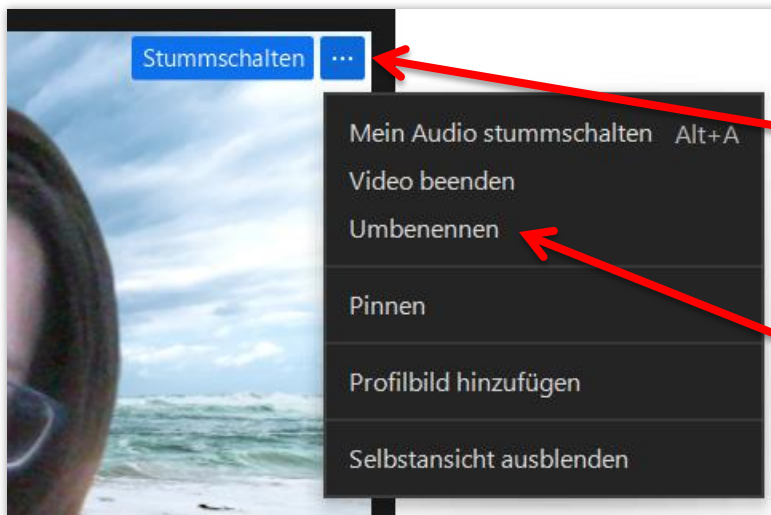 Stummschalten ...
Mein Audio stummschalten Alt+A
Video beenden
Umbenennen
Pinnen
Profilbild hinzufügen
Selbstansicht ausblenden